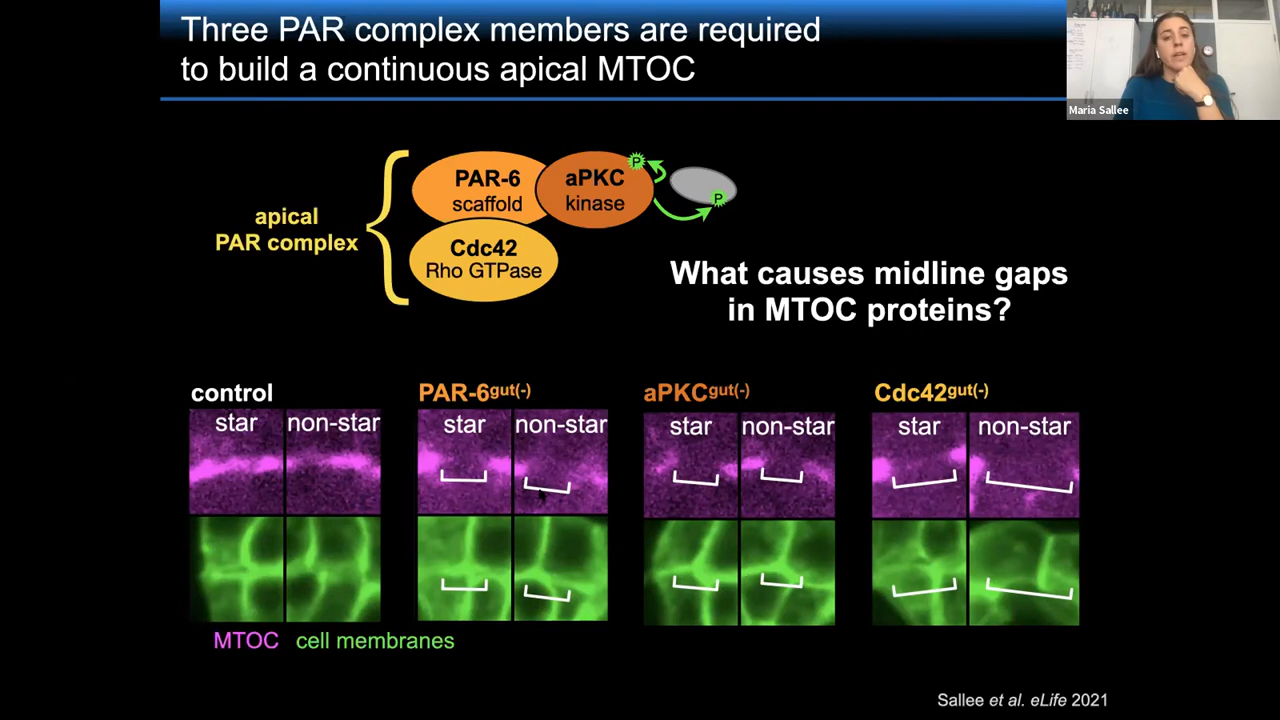 Three PAR complex members are required
to build a continuous apical MTOC
Maria Sallee
apical
PAR complex
PAR-6
scaffold
aPKC
kinase
P
P
Cdc42
Rho GTPase
What causes midline gaps
in MTOC proteins?
control
star non-star
PAR-6gut(-)
star non-star
aPKCgut(-)
star non-star
Cdc42gut(-)
star non-star
MTOC cell membranes
Sallee et al. eLife 2021